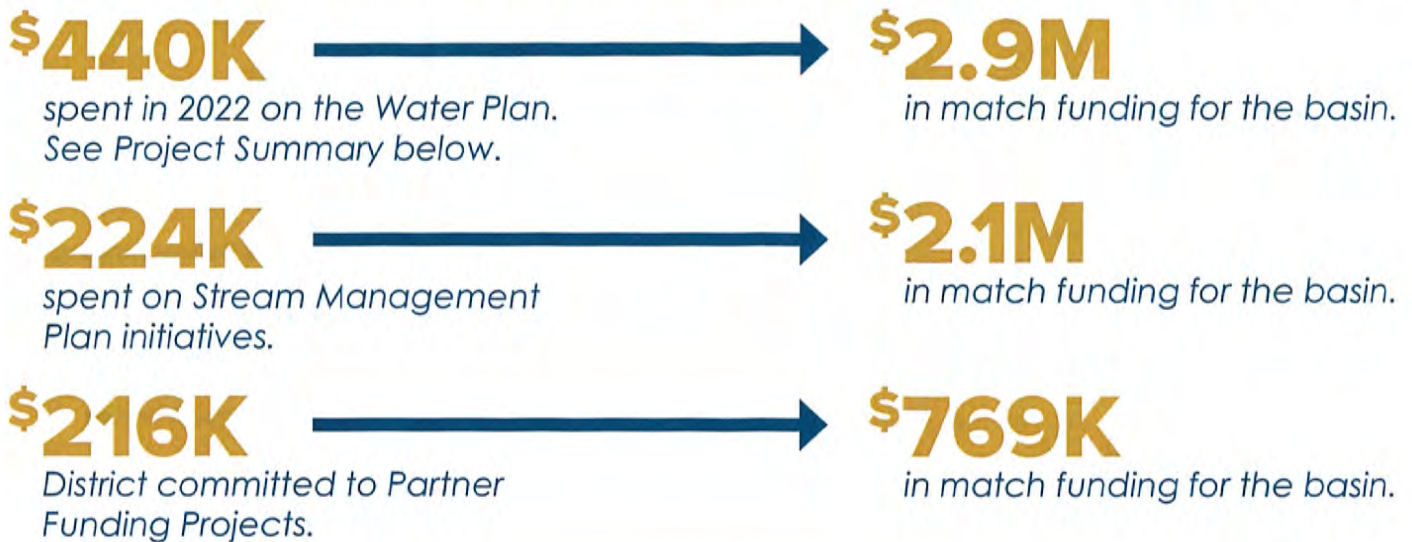 $440K
$2.9M
spent in 2022 on the Water Plan.
See Project Summary below.
in match funding for the basin.
$224K
$2.1M
spent on Stream Management
Plan initiatives.
in match funding for the basin.
$216K
$769K
District committed to Partner
Funding Projects.
in match funding for the basin.